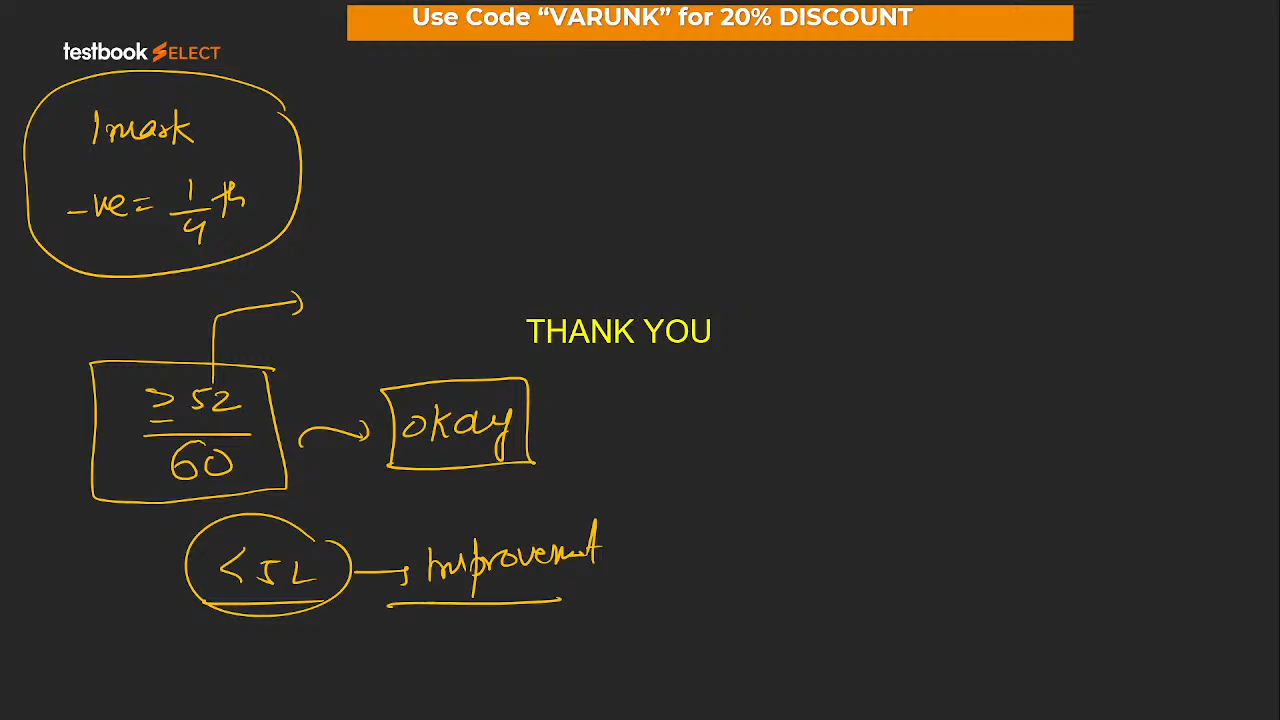 Use Code “VARUNK” for 20% DISCOUNT
testbook SELECT
1 mark
-ve = 1/4 th
THANK YOU
≥ 52
60
okay
< 52
improvement